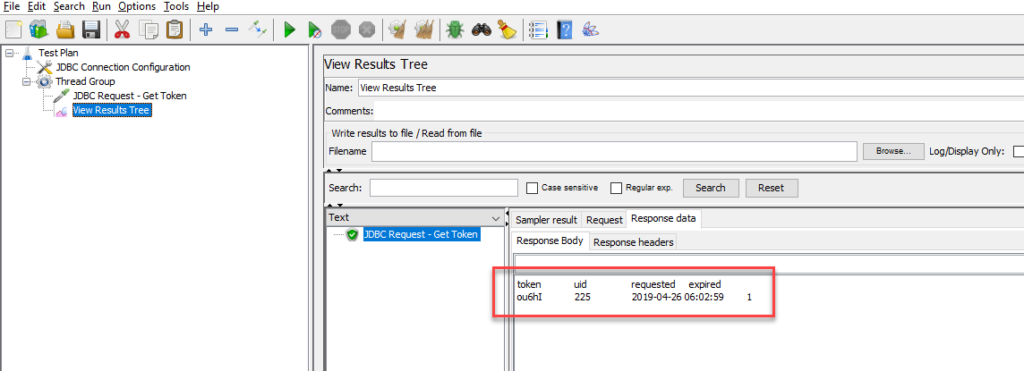 File Edit Search Run Options Tools Help
Test Plan
JDBC Connection Configuration
Thread Group
JDBC Request - Get Token
View Results Tree
View Results Tree
Name: View Results Tree
Comments:
Write results to file / Read from file
Filename Browse... Log/Display Only:
Search: Case sensitive Regular exp. Search Reset
Text
JDBC Request - Get Token
Sampler result Request Response data
Response Body Response headers
token uid requested expired
ou6hI 225 2019-04-26 06:02:59 1